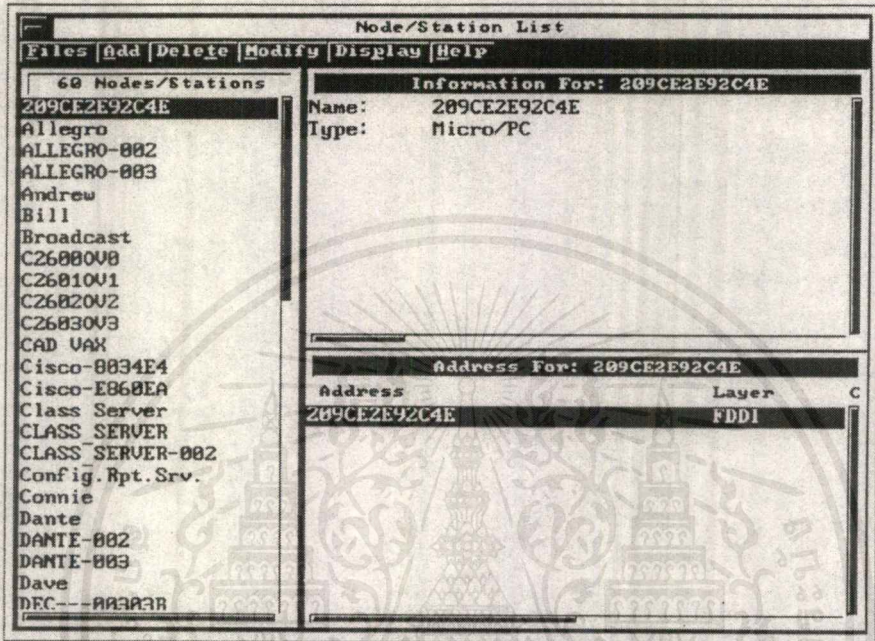 Node/Station List
Files Add Delete Modify Display Help
60 Nodes/Stations
209CE2E92C4E
Allegro
ALLEGRO-002
ALLEGRO-003
Andrew
Bill
Broadcast
C26000V0
C26010V1
C26020V2
C26030V3
CAD VAX
Cisco-0034E4
Cisco-E860EA
Class Server
CLASS_SERVER
CLASS_SERVER-002
Config.Rpt.Srv.
Connie
Dante
DANTE-002
DANTE-003
Dave
DEC---00303B
Information For: 209CE2E92C4E
Name: 209CE2E92C4E
Type: Micro/PC
Address For: 209CE2E92C4E
Address Layer C
209CE2E92C4E FDDI